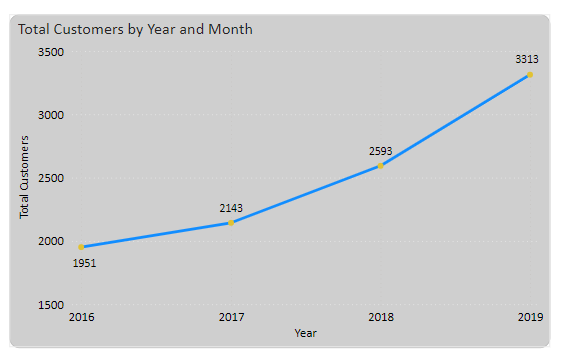 Total Customers by Year and Month
3500
3313
3000
2593
2500
2143
2000
1951
1500
2016 2017 2018 2019
Year
Total Customers